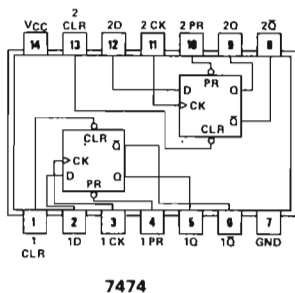 VCC 2 CLR 2D 2 CK 2 PR 2Q 2Q̅
14 13 12 11 10 9 8
D Q
CK
CLR Q̅
CLR Q̅
CK
D PR Q
1 2 3 4 5 6 7
1 CLR 1D 1 CK 1 PR 1Q 1Q̅ GND
7474